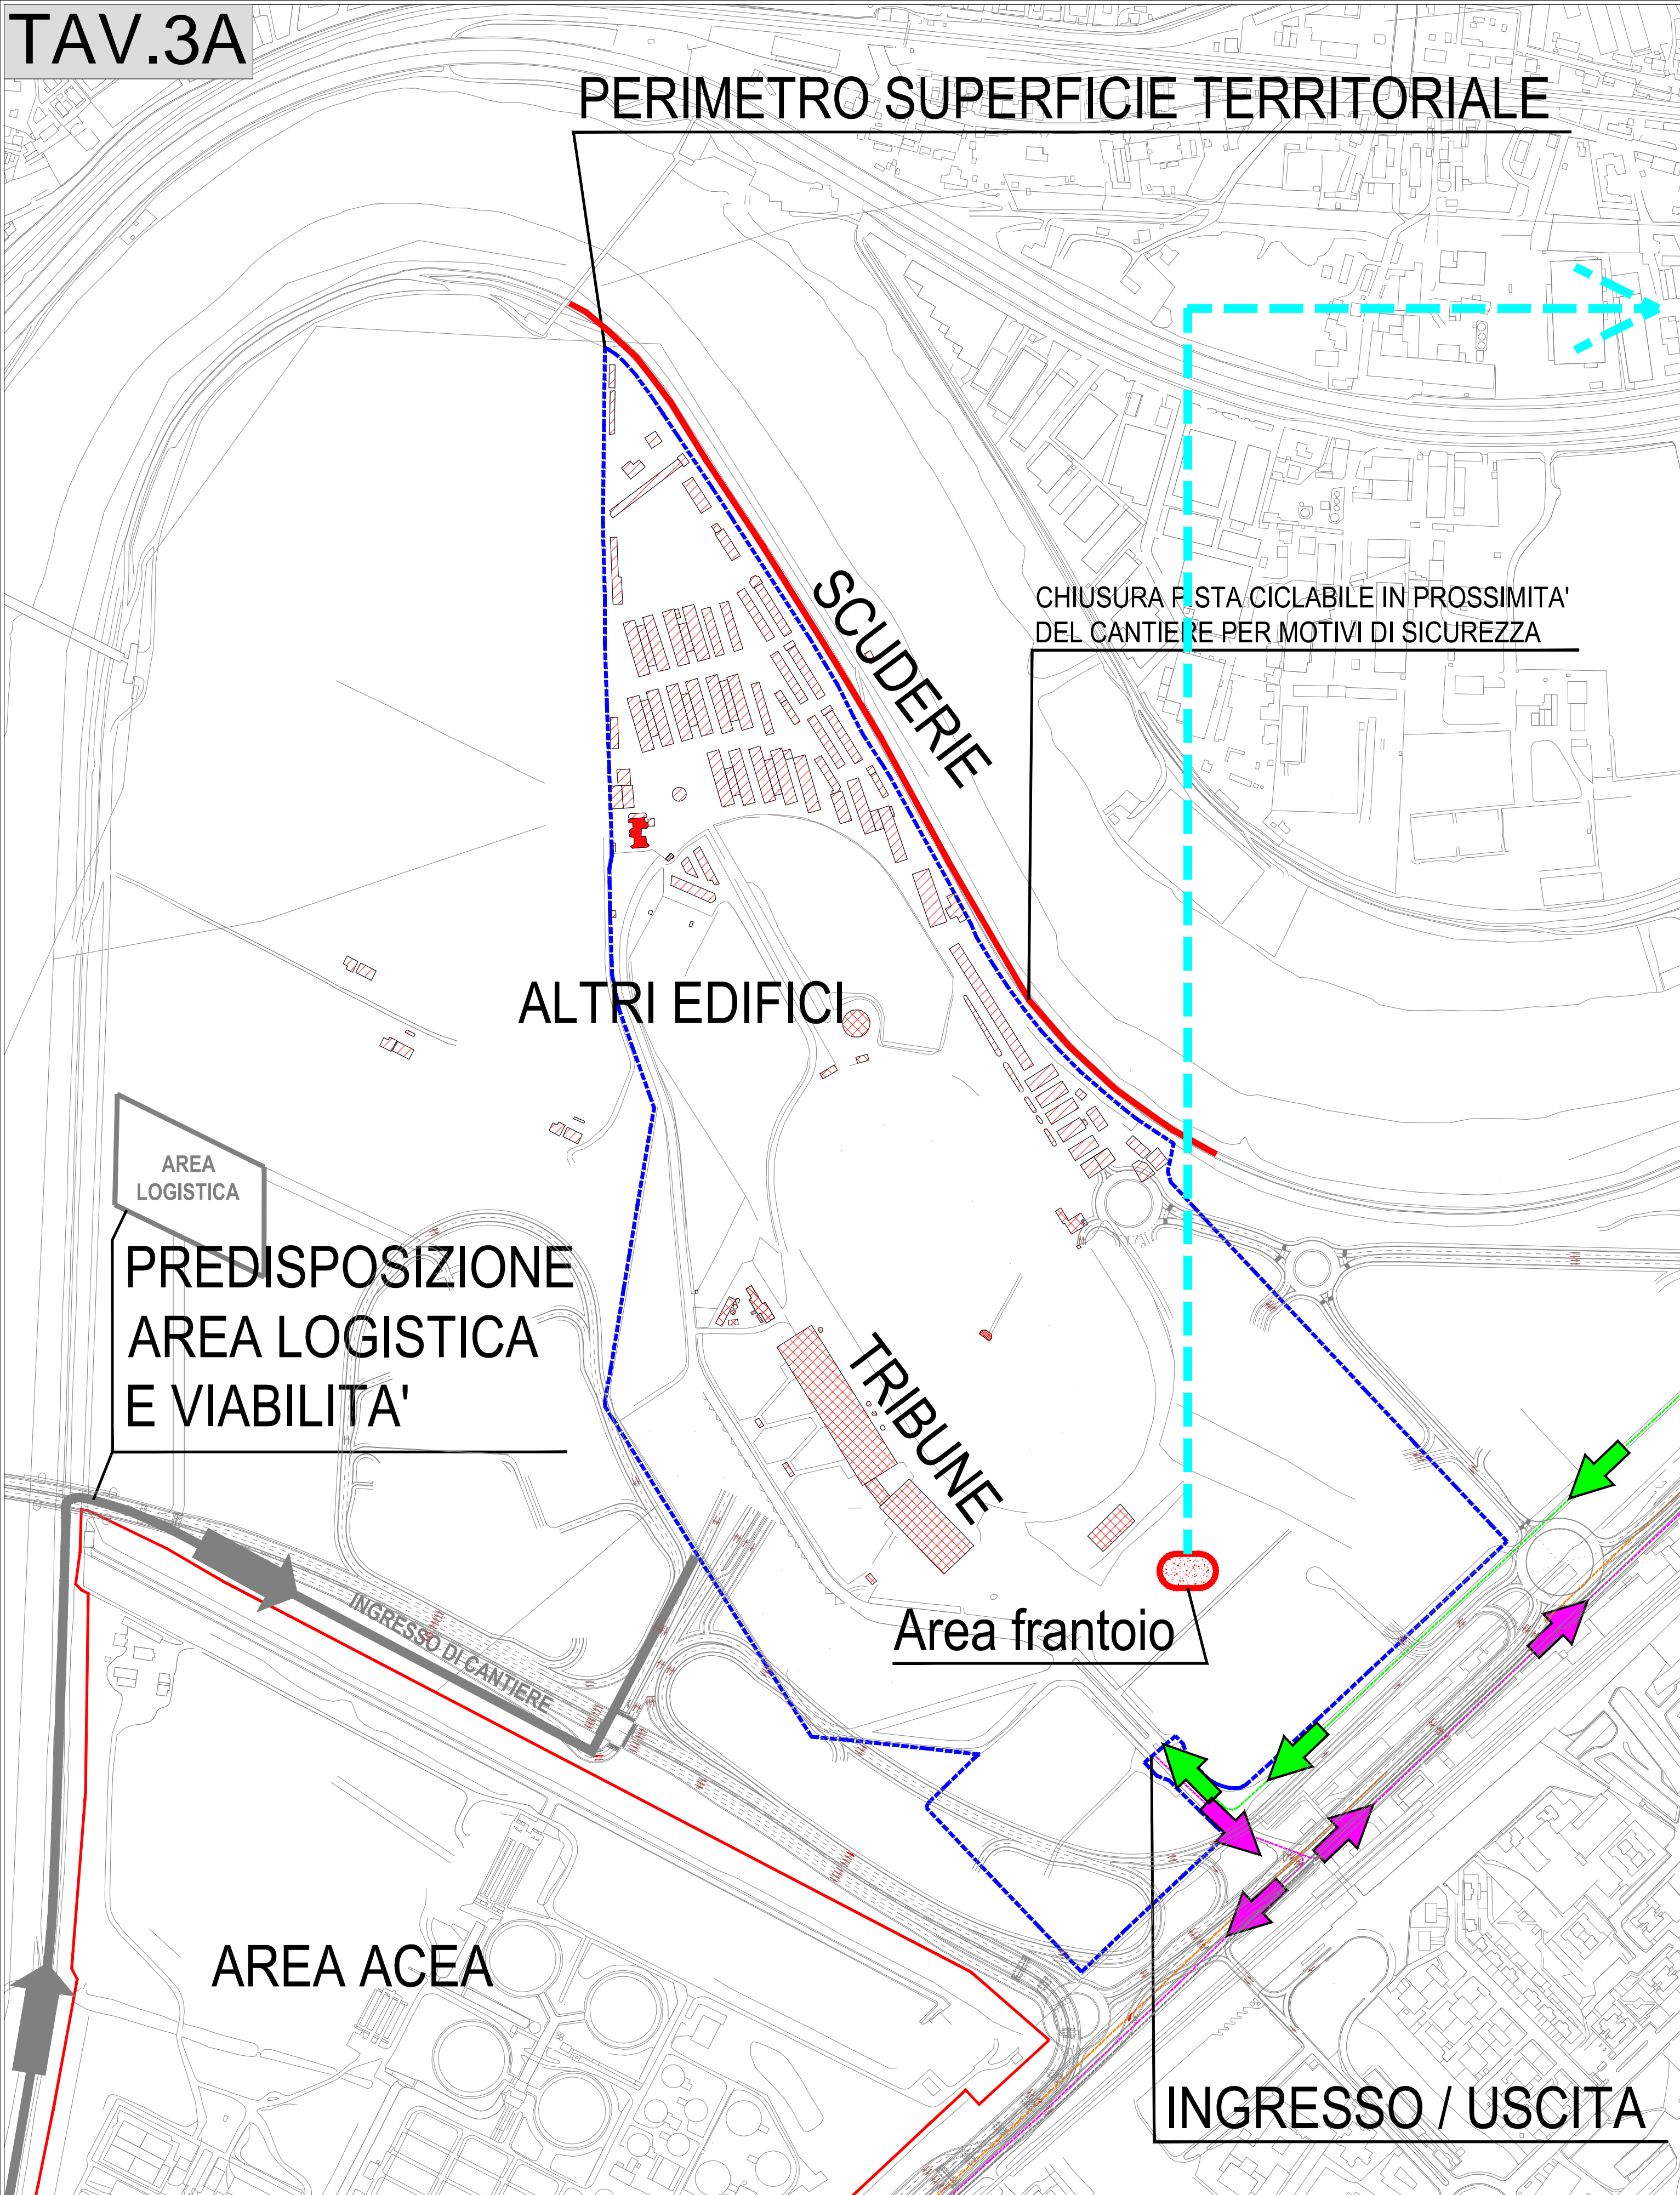 TAV.3A
PERIMETRO SUPERFICIE TERRITORIALE
SCUDERIE
CHIUSURA PISTA CICLABILE IN PROSSIMITA'
DEL CANTIERE PER MOTIVI DI SICUREZZA
ALTRI EDIFICI
AREA
LOGISTICA
PREDISPOSIZIONE
AREA LOGISTICA
E VIABILITA'
TRIBUNE
INGRESSO DI CANTIERE
Area frantoio
AREA ACEA
INGRESSO / USCITA